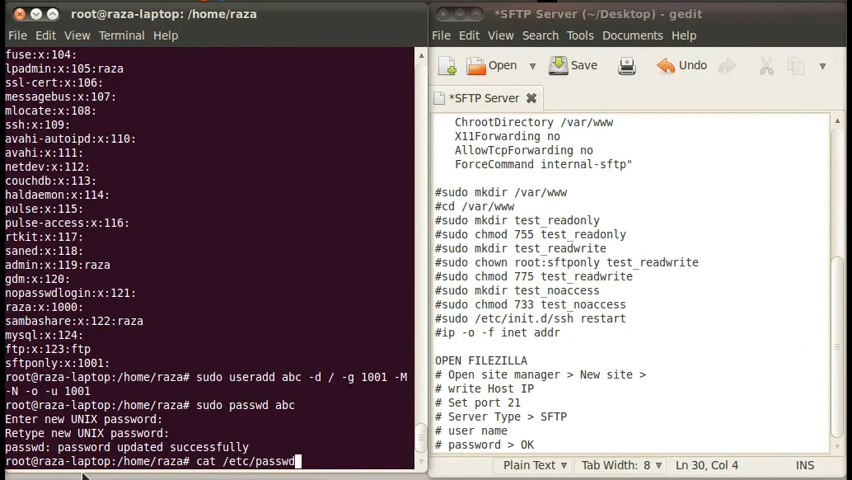 root@raza-laptop: /home/raza
File Edit View Terminal Help
fuse:x:104:
lpadmin:x:105:raza
ssl-cert:x:106:
messagebus:x:107:
mlocate:x:108:
ssh:x:109:
avahi-autoipd:x:110:
avahi:x:111:
netdev:x:112:
couchdb:x:113:
haldaemon:x:114:
pulse:x:115:
pulse-access:x:116:
rtkit:x:117:
saned:x:118:
admin:x:119:raza
gdm:x:120:
nopasswdlogin:x:121:
raza:x:1000:
sambashare:x:122:raza
mysql:x:124:
ftp:x:123:ftp
sftponly:x:1001:
root@raza-laptop:/home/raza# sudo useradd abc -d / -g 1001 -M
-N -o -u 1001
root@raza-laptop:/home/raza# sudo passwd abc
Enter new UNIX password:
Retype new UNIX password:
passwd: password updated successfully
root@raza-laptop:/home/raza# cat /etc/passwd
*SFTP Server (~/Desktop) - gedit
File Edit View Search Tools Documents Help
Open Save Undo
*SFTP Server
ChrootDirectory /var/www
X11Forwarding no
AllowTcpForwarding no
ForceCommand internal-sftp"
#sudo mkdir /var/www
#cd /var/www
#sudo mkdir test_readonly
#sudo chmod 755 test_readonly
#sudo mkdir test_readwrite
#sudo chown root:sftponly test_readwrite
#sudo chmod 775 test_readwrite
#sudo mkdir test_noaccess
#sudo chmod 733 test_noaccess
#sudo /etc/init.d/ssh restart
#ip -o -f inet addr
OPEN FILEZILLA
# Open site manager > New site >
# write Host IP
# Set port 21
# Server Type > SFTP
# user name
# password > OK
Plain Text Tab Width: 8 Ln 30, Col 4 INS